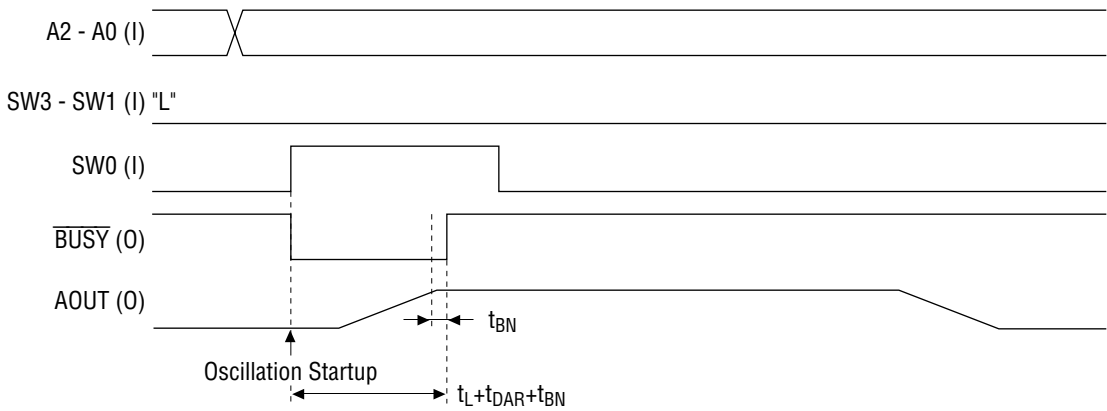 A2 - A0 (I)
SW3 - SW1 (I) "L"
SW0 (I)
BUSY (O)
AOUT (O)
tBN
Oscillation Startup
tL+tDAR+tBN